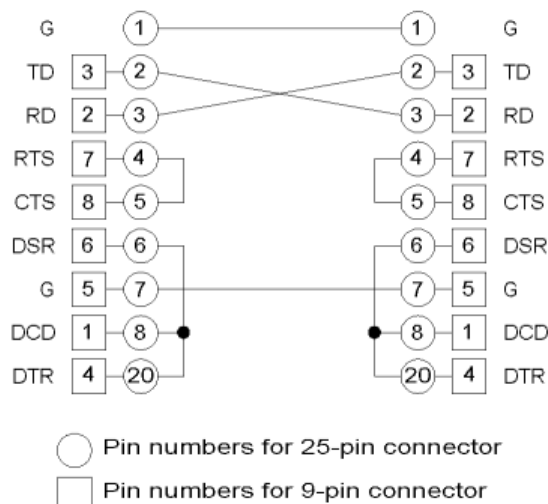 G 1 1 G
TD 3 2 2 3 TD
RD 2 3 3 2 RD
RTS 7 4 4 7 RTS
CTS 8 5 5 8 CTS
DSR 6 6 6 6 DSR
G 5 7 7 5 G
DCD 1 8 8 1 DCD
DTR 4 20 20 4 DTR
Pin numbers for 25-pin connector
Pin numbers for 9-pin connector